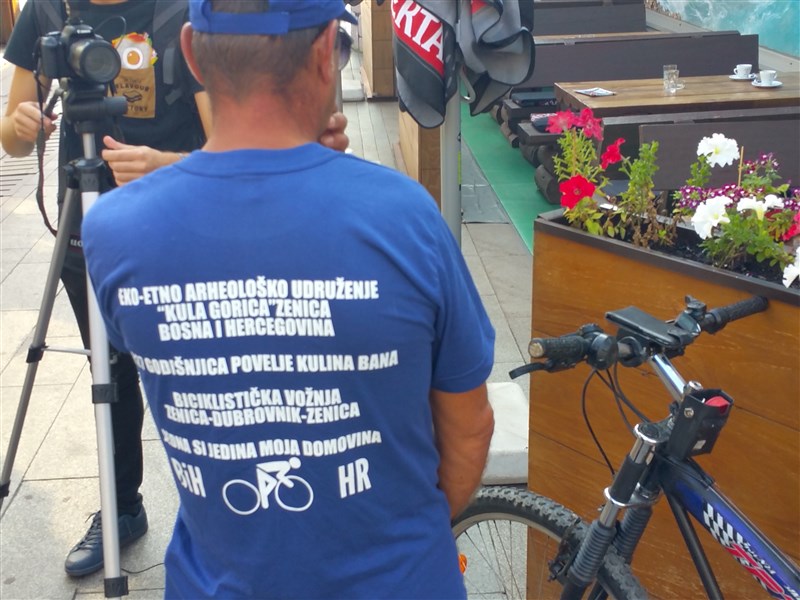 ERTA
EKO-ETNO ARHEOLOŠKO UDRUŽENJE
"KULA GORICA" ZENICA
BOSNA I HERCEGOVINA
GODIŠNJICA POVELJE KULINA BANA
BICIKLISTIČKA VOŽNJA
ZENICA-DUBROVNIK-ZENICA
SI JEDINA MOJA DOMOVINA
BiH HR